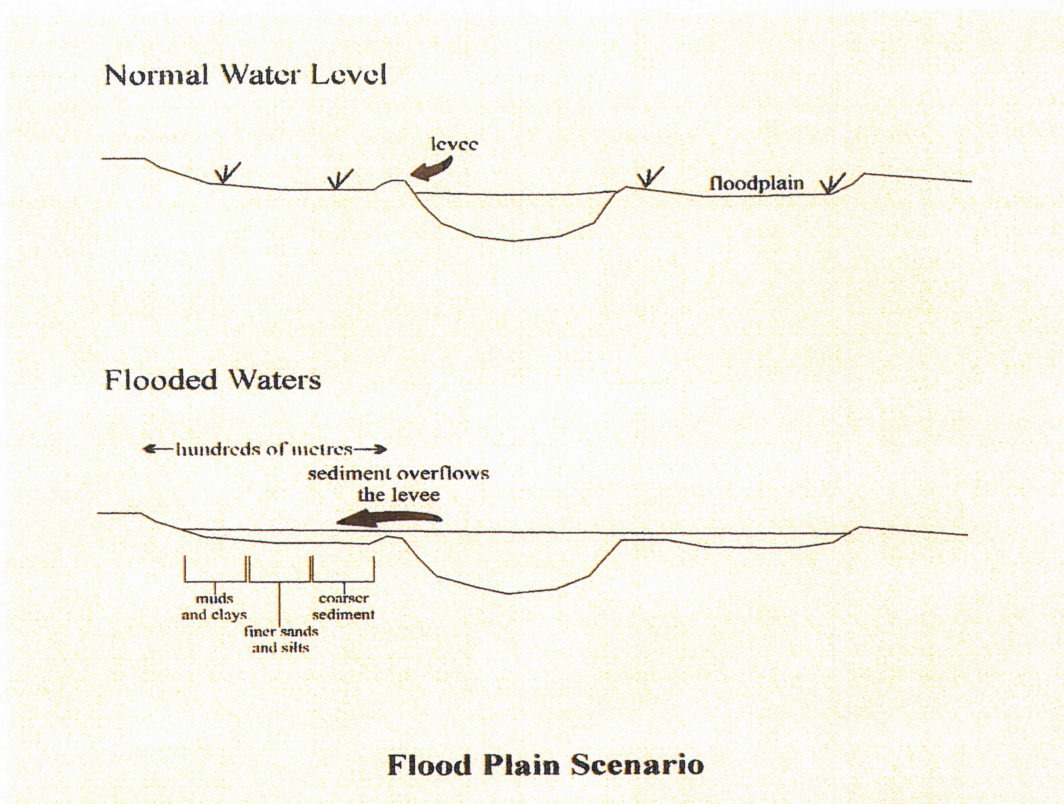 Normal Water Level
levee
floodplain
Flooded Waters
hundreds of metres
sediment overflows
the levee
muds
and clays
finer sands
and silts
coarser
sediment
Flood Plain Scenario